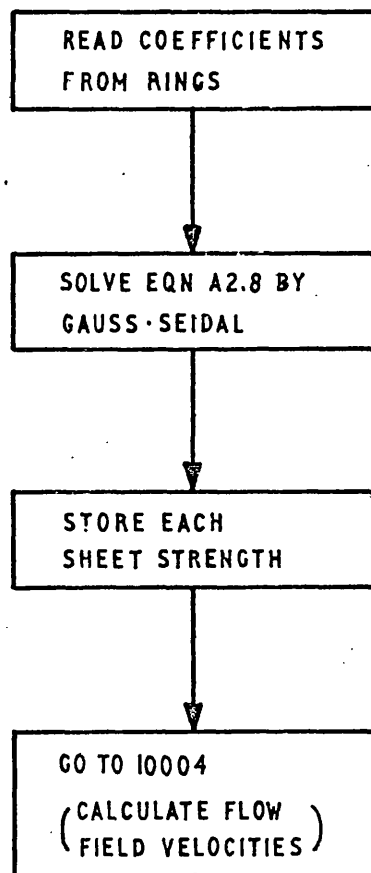 READ COEFFICIENTS
FROM RINGS
SOLVE EQN A2.8 BY
GAUSS·SEIDAL
STORE EACH
SHEET STRENGTH
GO TO 10004
(CALCULATE FLOW
FIELD VELOCITIES)